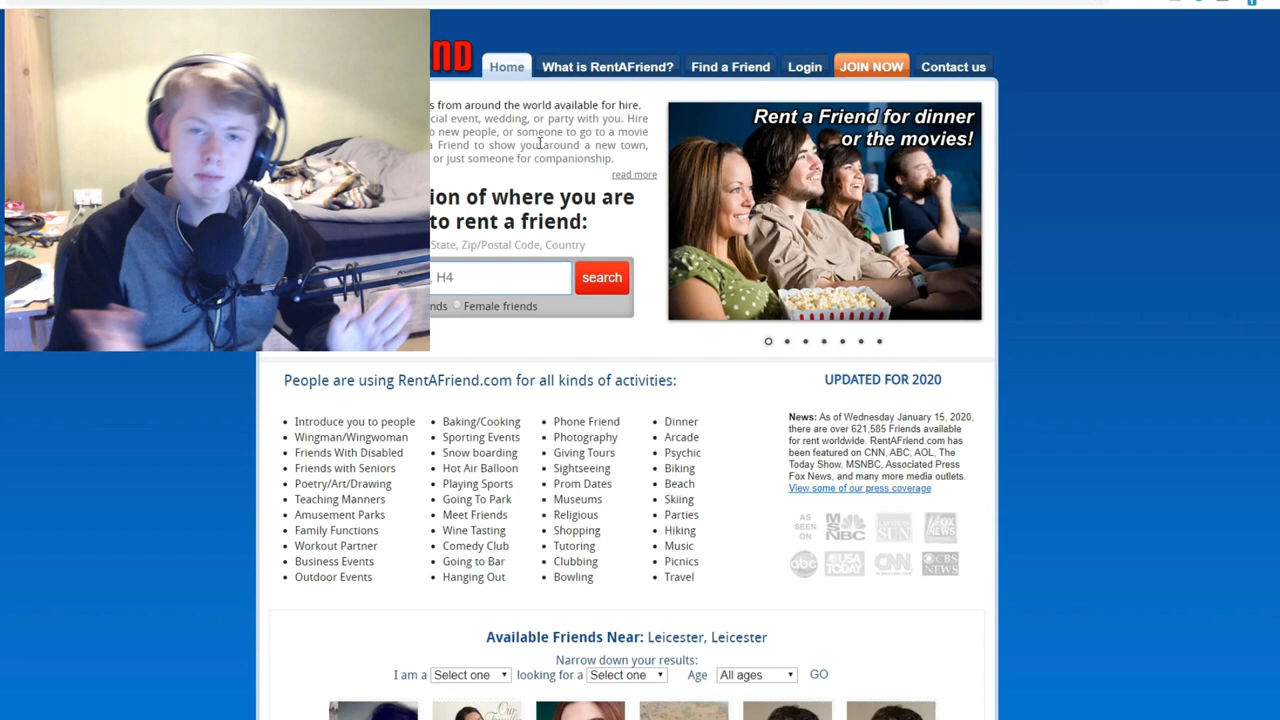 ND
Home
What is RentAFriend?
Find a Friend
Login
JOIN NOW
Contact us
s from around the world available for hire.
cial event, wedding, or party with you. Hire
new people, or someone to go to a movie
a Friend to show you around a new town,
or just someone for companionship.
read more
ion of where you are
to rent a friend:
State, Zip/Postal Code, Country
H4
search
nds
Female friends
Rent a Friend for dinner
or the movies!
People are using RentAFriend.com for all kinds of activities:
Introduce you to people
Wingman/Wingwoman
Friends With Disabled
Friends with Seniors
Poetry/Art/Drawing
Teaching Manners
Amusement Parks
Family Functions
Workout Partner
Business Events
Outdoor Events
Baking/Cooking
Sporting Events
Snow boarding
Hot Air Balloon
Playing Sports
Going To Park
Meet Friends
Wine Tasting
Comedy Club
Going to Bar
Hanging Out
Phone Friend
Photography
Giving Tours
Sightseeing
Prom Dates
Museums
Religious
Shopping
Tutoring
Clubbing
Bowling
Dinner
Arcade
Psychic
Biking
Beach
Skiing
Parties
Hiking
Music
Picnics
Travel
UPDATED FOR 2020
News: As of Wednesday January 15, 2020,
there are over 621,585 Friends available
for rent worldwide. RentAFriend.com has
been featured on CNN, ABC, AOL, The
Today Show, MSNBC, Associated Press
Fox News, and many more media outlets.
View some of our press coverage
AS
SEEN
ON
MSNBC
SUN
NEWS
abc
USA
TODAY
CNN
CBS
NEWS
Available Friends Near: Leicester, Leicester
Narrow down your results:
I am a Select one looking for a Select one Age All ages GO